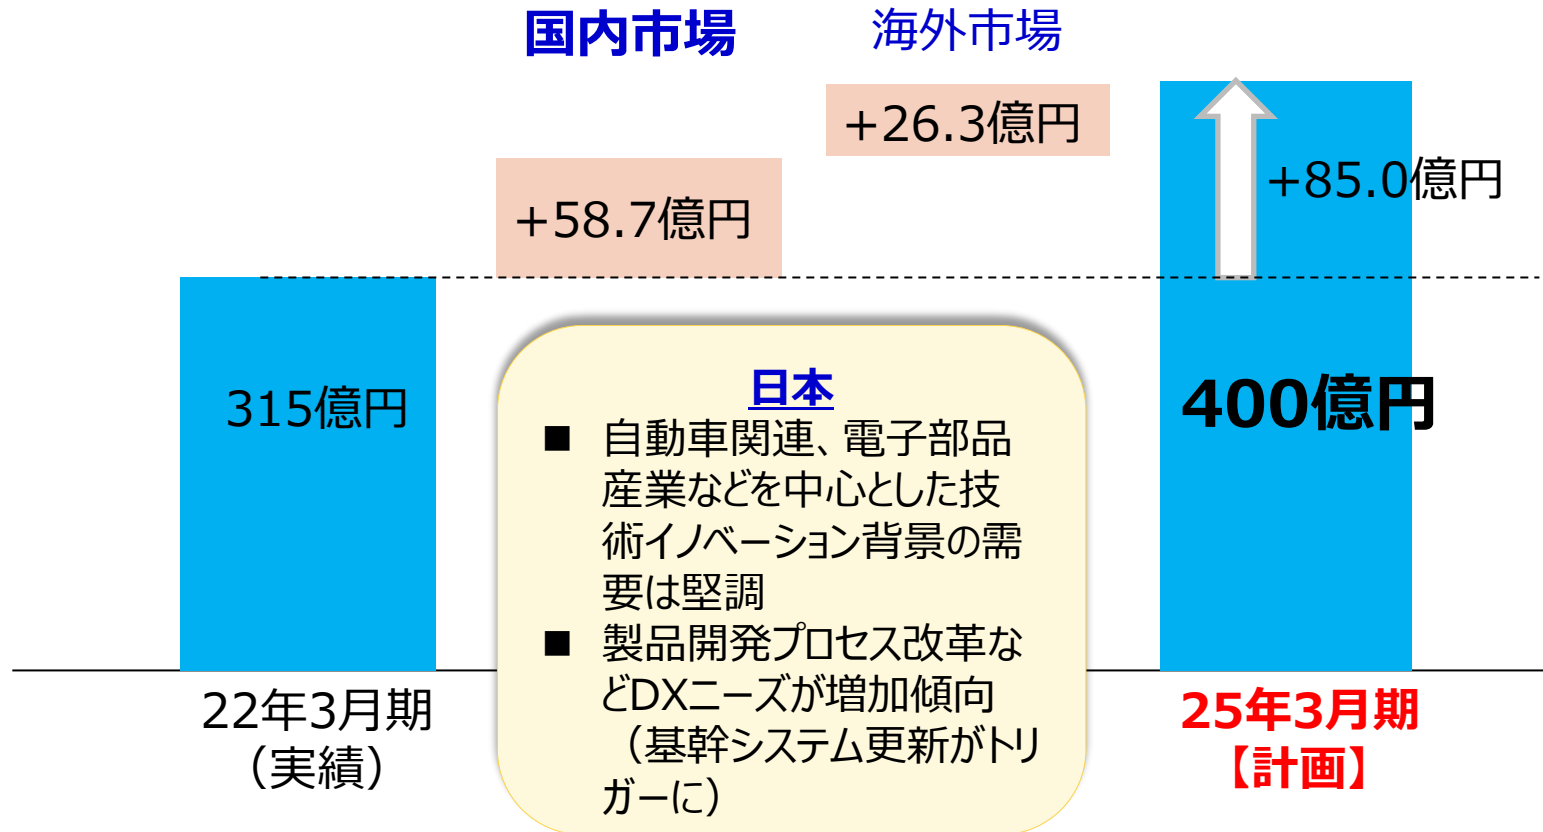 国内市場
海外市場
+26.3億円
+58.7億円
+85.0億円
315億円
400億円
日本
■ 自動車関連、電子部品
産業などを中心とした技
術イノベーション背景の需
要は堅調
■ 製品開発プロセス改革な
どDXニーズが増加傾向
（基幹システム更新がトリ
ガーに）
22年3月期
（実績）
25年3月期
【計画】